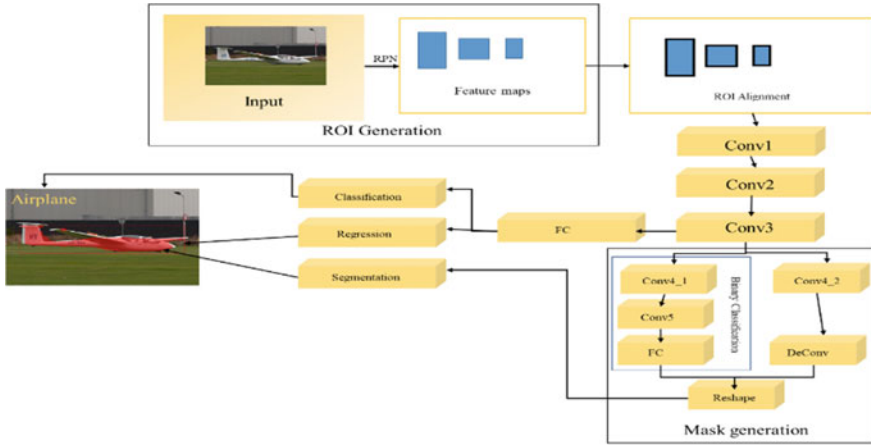 RPN
Input
Feature maps
ROI Generation
ROI Alignment
Conv1
Conv2
Conv3
FC
Classification
Regression
Segmentation
Airplane
Conv4_1
Conv5
FC
Binary Classification
Conv4_2
DeConv
Reshape
Mask generation